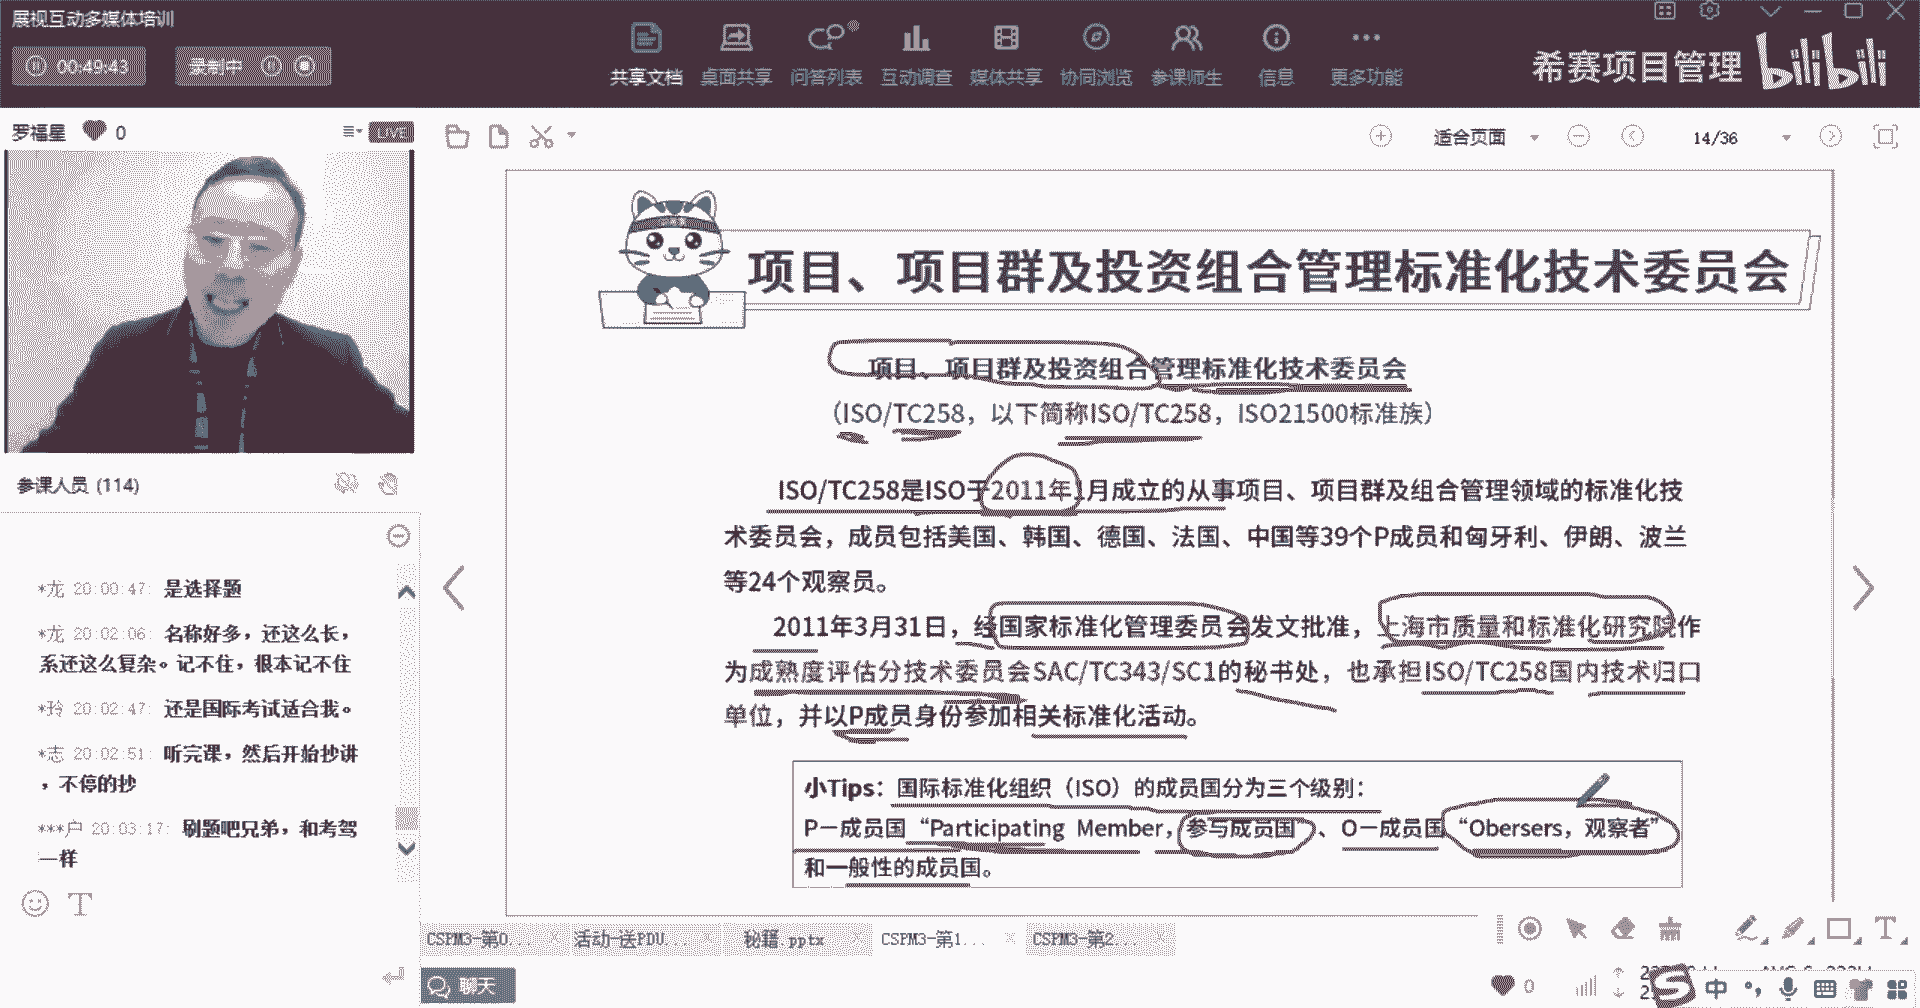 展视互动多媒体培训
00:49:43
录制中
共享文档
桌面共享
问答列表
互动调查
媒体共享
协同浏览
参课师生
信息
更多功能
希赛项目管理
bilibili
罗福星
0
LIVE
适合页面
14/36
参课人员 (114)
*龙 20:00:47: 是选择题
*龙 20:02:06: 名称好多，还这么长，
系还这么复杂。记不住，根本记不住
*玲 20:02:47: 还是国际考试适合我。
*志 20:02:51: 听完课，然后开始抄讲
，不停的抄
***户 20:03:17: 刷题吧兄弟，和考驾
一样
项目、项目群及投资组合管理标准化技术委员会
项目、项目群及投资组合管理标准化技术委员会
（ISO/TC258，以下简称ISO/TC258，ISO21500标准族）
ISO/TC258是ISO于2011年1月成立的从事项目、项目群及组合管理领域的标准化技
术委员会，成员包括美国、韩国、德国、法国、中国等39个P成员和匈牙利、伊朗、波兰
等24个观察员。
2011年3月31日，经国家标准化管理委员会发文批准，上海市质量和标准化研究院作
为成熟度评估分技术委员会SAC/TC343/SC1的秘书处，也承担ISO/TC258国内技术归口
单位，并以P成员身份参加相关标准化活动。
小Tips：国际标准化组织（ISO）的成员国分为三个级别：
P－成员国“Participating Member，参与成员国”、O－成员国“Obersers，观察者”
和一般性的成员国。
CSPM3-第0...
活动-送PDU...
秘籍.pptx
CSPM3-第1...
CSPM3-第2...
聊天
0
中